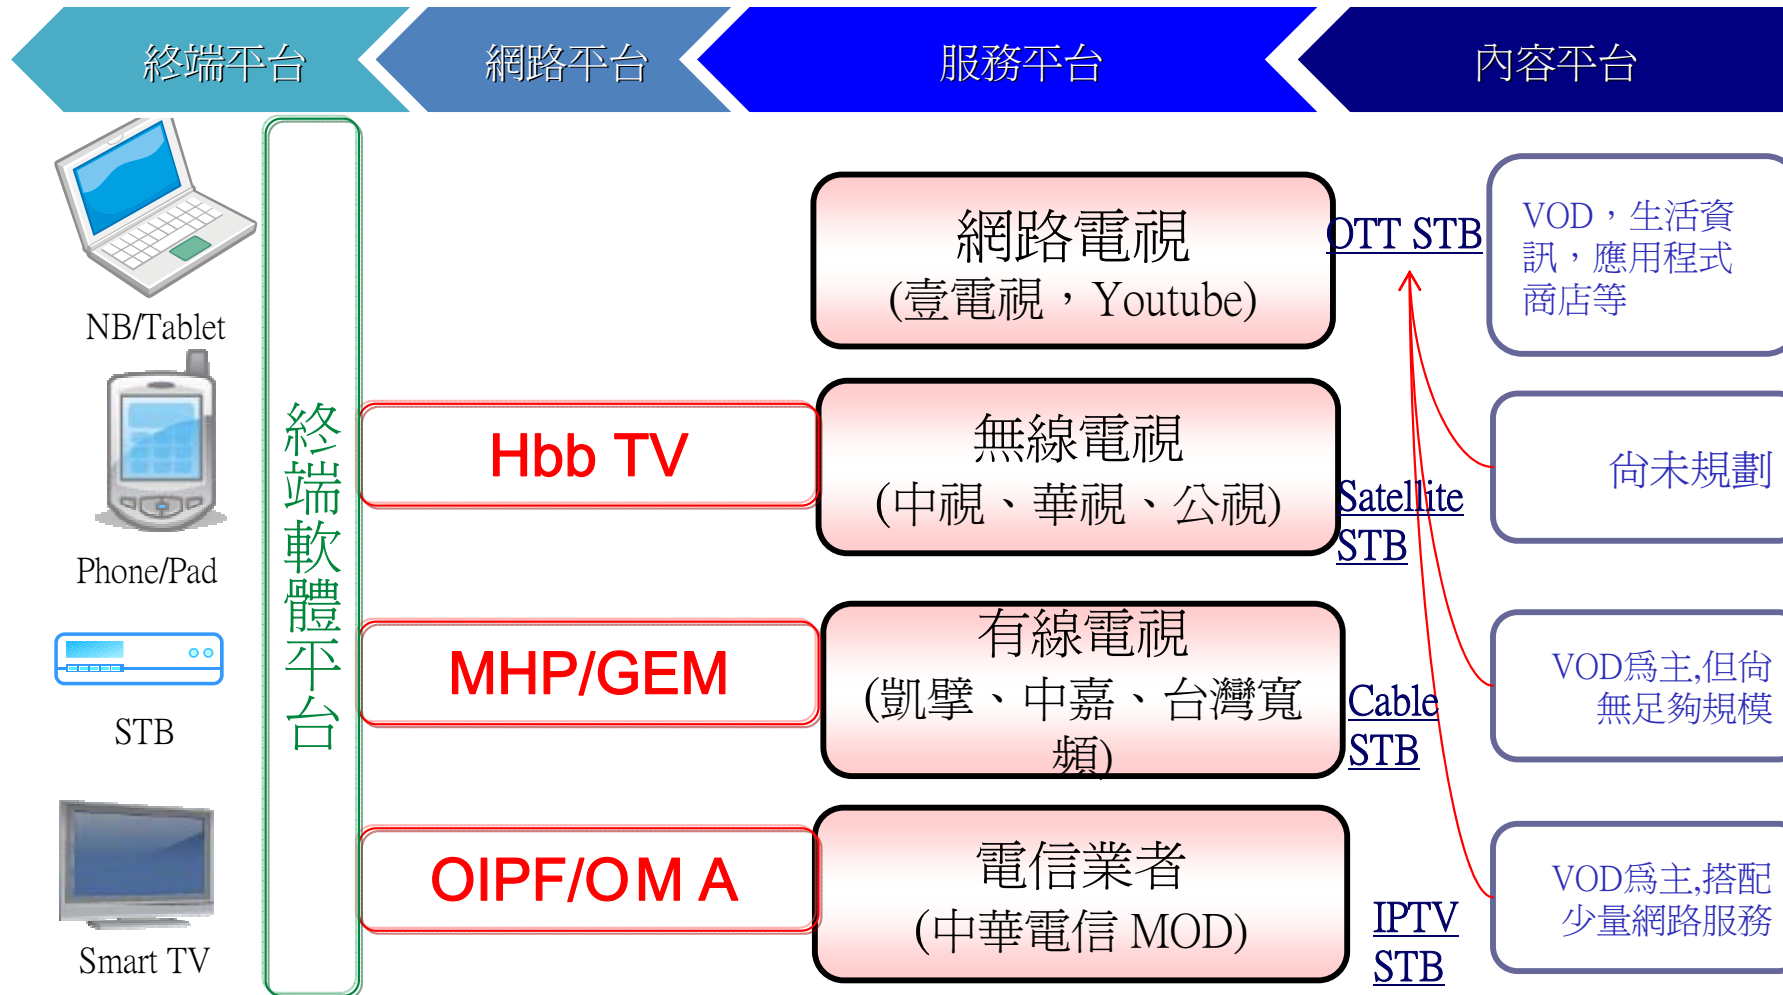 終端平台
網路平台
服務平台
內容平台
NB/Tablet
Phone/Pad
STB
Smart TV
終端軟體平台
Hbb TV
MHP/GEM
OIPF/OM A
網路電視
(壹電視，Youtube)
OTT STB
VOD，生活資
訊，應用程式
商店等
無線電視
(中視、華視、公視)
Satellite
STB
尚未規劃
有線電視
(凱擘、中嘉、台灣寬
頻)
Cable
STB
VOD為主,但尚
無足夠規模
電信業者
(中華電信 MOD)
IPTV
STB
VOD為主,搭配
少量網路服務